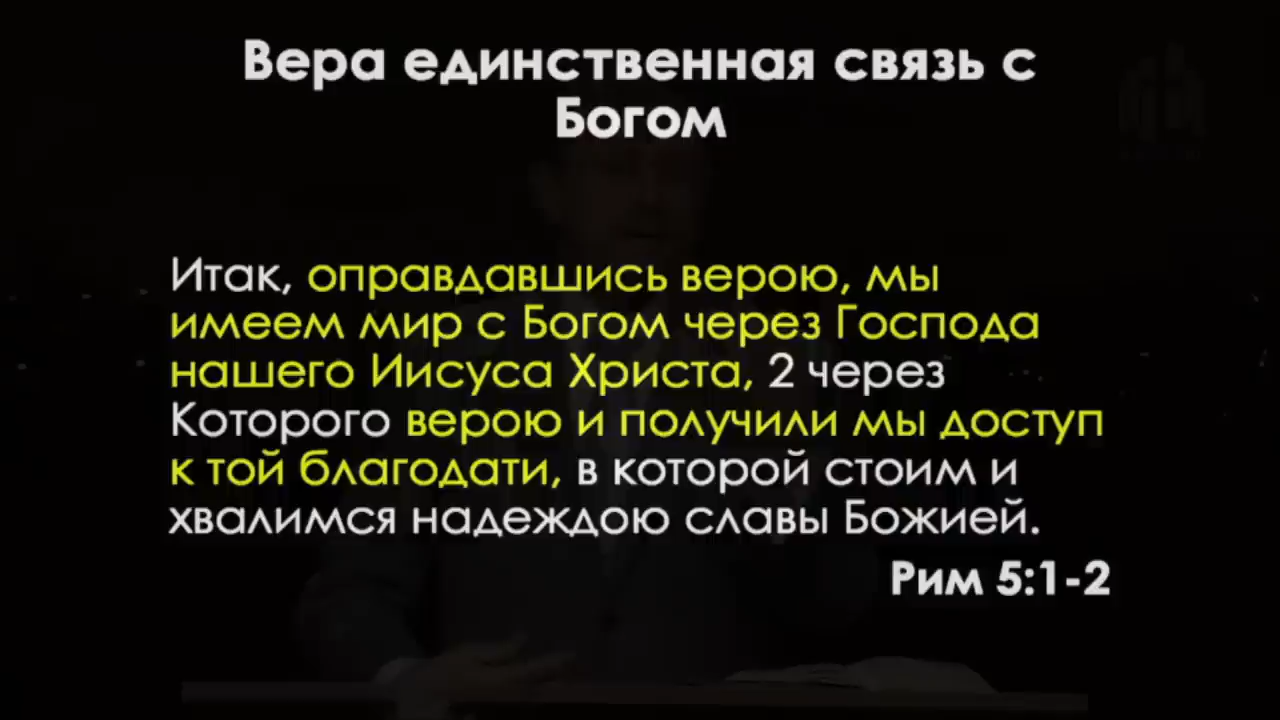 Вера единственная связь с
Богом
Итак, оправдавшись верою, мы
имеем мир с Богом через Господа
нашего Иисуса Христа, 2 через
Которого верою и получили мы доступ
к той благодати, в которой стоим и
хвалимся надеждою славы Божией.
Рим 5:1-2